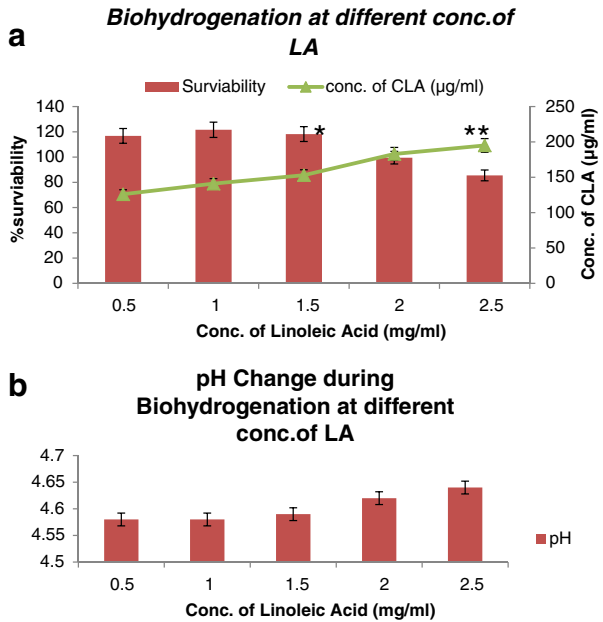 a
Biohydrogenation at different conc.of
LA
Surviability
conc. of CLA (µg/ml)
140
120
100
80
60
40
20
0
%surviability
250
200
150
100
50
0
Conc. of CLA (µg/ml)
*
**
0.5 1 1.5 2 2.5
Conc. of Linoleic Acid (mg/ml)
b
pH Change during
Biohydrogenation at different
conc.of LA
4.7
4.65
4.6
4.55
4.5
0.5 1 1.5 2 2.5
Conc. of Linoleic Acid (mg/ml)
pH